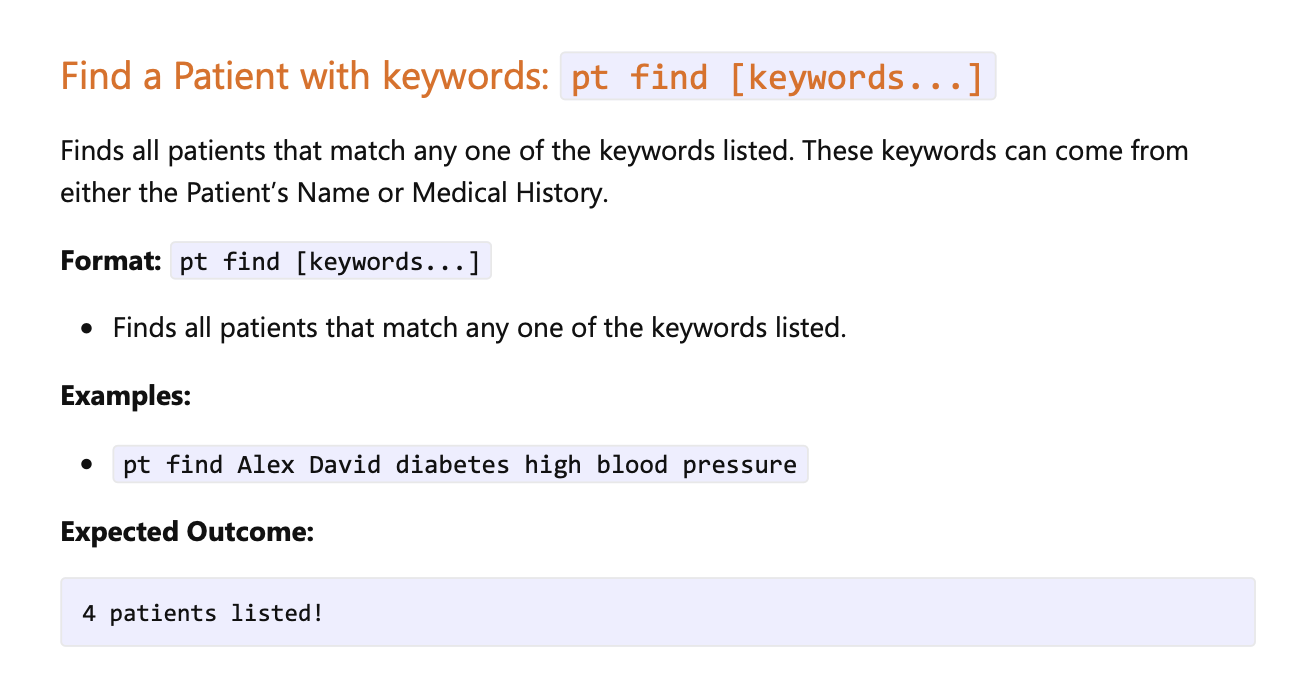 Find a Patient with keywords: pt find [keywords...]
Finds all patients that match any one of the keywords listed. These keywords can come from
either the Patient’s Name or Medical History.
Format: pt find [keywords...]
• Finds all patients that match any one of the keywords listed.
Examples:
• pt find Alex David diabetes high blood pressure
Expected Outcome:
4 patients listed!